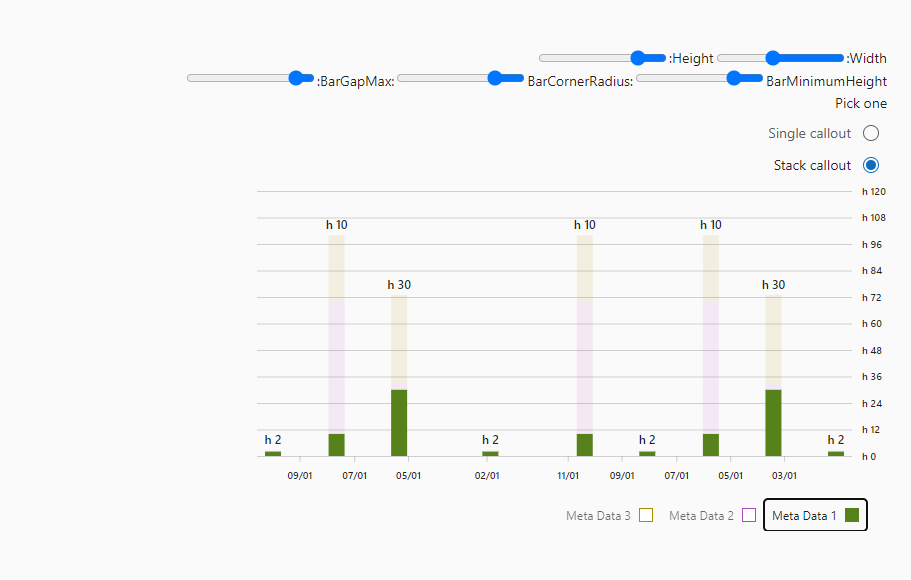 :Height :Width
:BarGapMax: BarCornerRadius: BarMinimumHeight
Pick one
Single callout
Stack callout
h 120
h 108
h 10 h 10 h 10
h 96
h 84
h 30 h 30
h 72
h 60
h 48
h 36
h 24
h 12
h 2 h 2 h 2 h 2
h 0
09/01 07/01 05/01 02/01 11/01 09/01 07/01 05/01 03/01
Meta Data 3 Meta Data 2 Meta Data 1